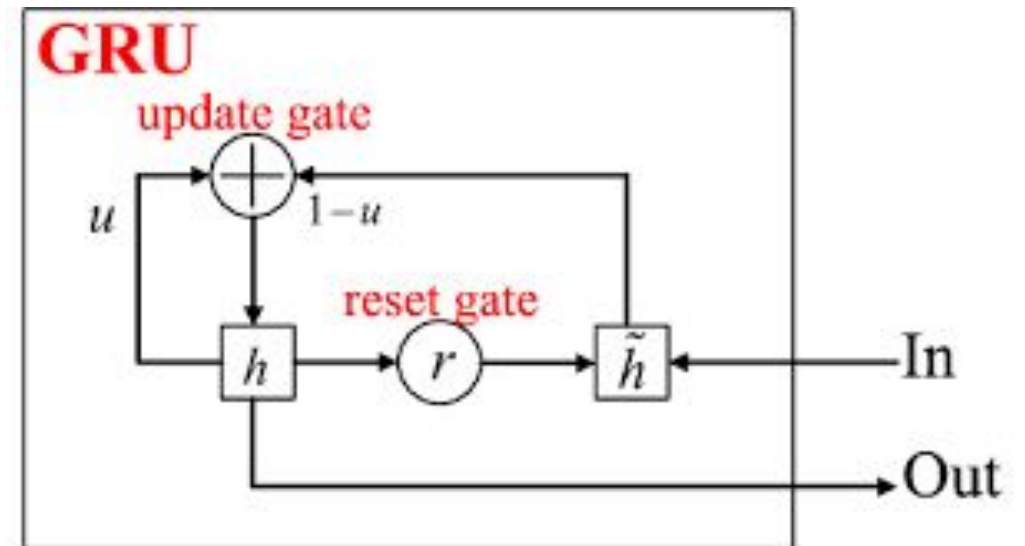 GRU
update gate
u
1-u
reset gate
h
r
h̃
In
Out